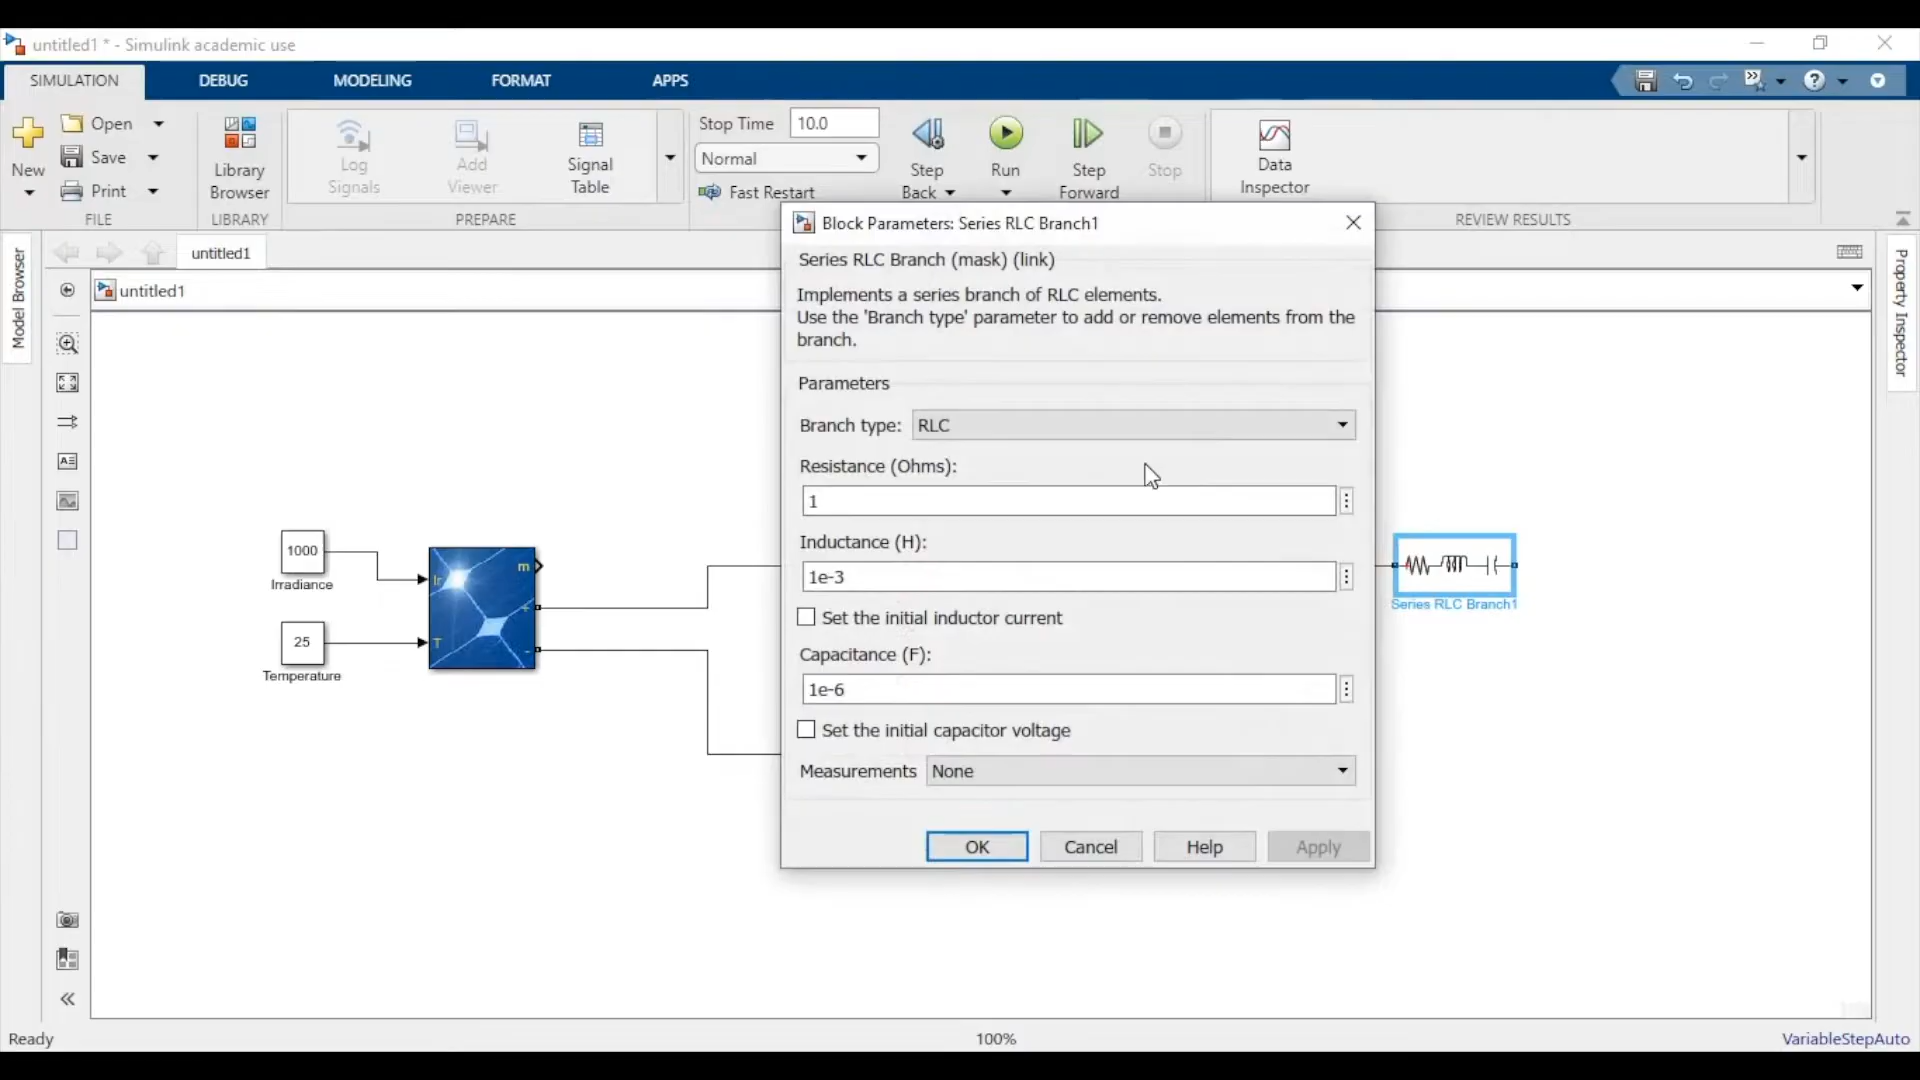 untitled1 * - Simulink academic use
SIMULATION
DEBUG
MODELING
FORMAT
APPS
New
Open
Save
Print
FILE
Library
Browser
LIBRARY
Log
Signals
Add
Viewer
Signal
Table
PREPARE
Stop Time
10.0
Normal
Fast Restart
Step
Back
Run
Step
Forward
Stop
Data
Inspector
REVIEW RESULTS
Model Browser
untitled1
untitled1
Property Inspector
Block Parameters: Series RLC Branch1
Series RLC Branch (mask) (link)
Implements a series branch of RLC elements.
Use the 'Branch type' parameter to add or remove elements from the
branch.
Parameters
Branch type: RLC
Resistance (Ohms):
1
Inductance (H):
1e-3
Set the initial inductor current
Capacitance (F):
1e-6
Set the initial capacitor voltage
Measurements None
OK
Cancel
Help
Apply
1000
Irradiance
25
Temperature
Ir
T
m
+
-
Series RLC Branch1
Ready
100%
VariableStepAuto